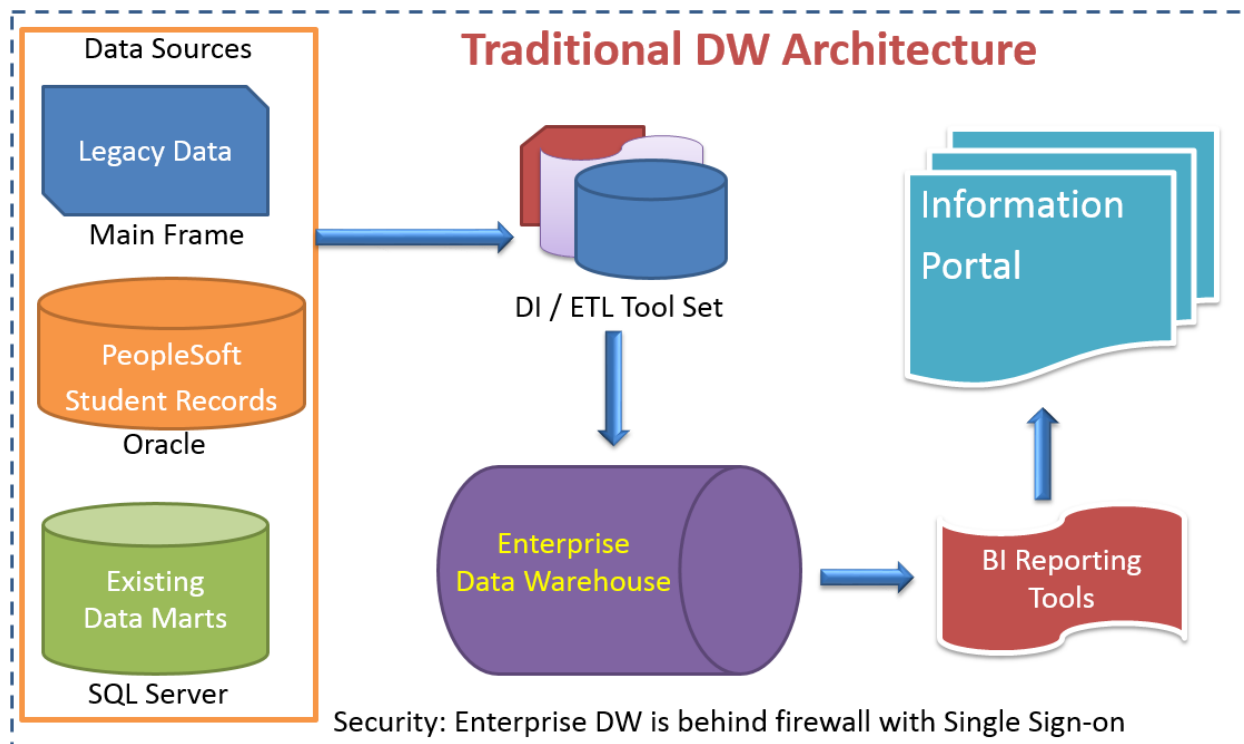 Data Sources
Traditional DW Architecture
Legacy Data
Main Frame
PeopleSoft
Student Records
Oracle
Existing
Data Marts
SQL Server
DI / ETL Tool Set
Enterprise
Data Warehouse
BI Reporting
Tools
Information
Portal
Security: Enterprise DW is behind firewall with Single Sign-on